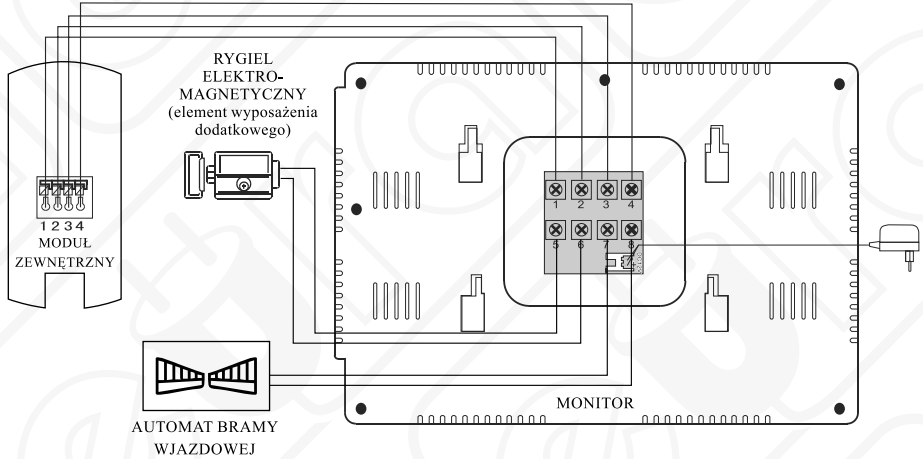 RYGIEL
ELEKTRO-
MAGNETYCZNY
(element wyposażenia
dodatkowego)
1 2 3 4
5 6 7 8
1 2 3 4
MODUŁ
ZEWNĘTRZNY
MONITOR
AUTOMAT BRAMY
WJAZDOWEJ